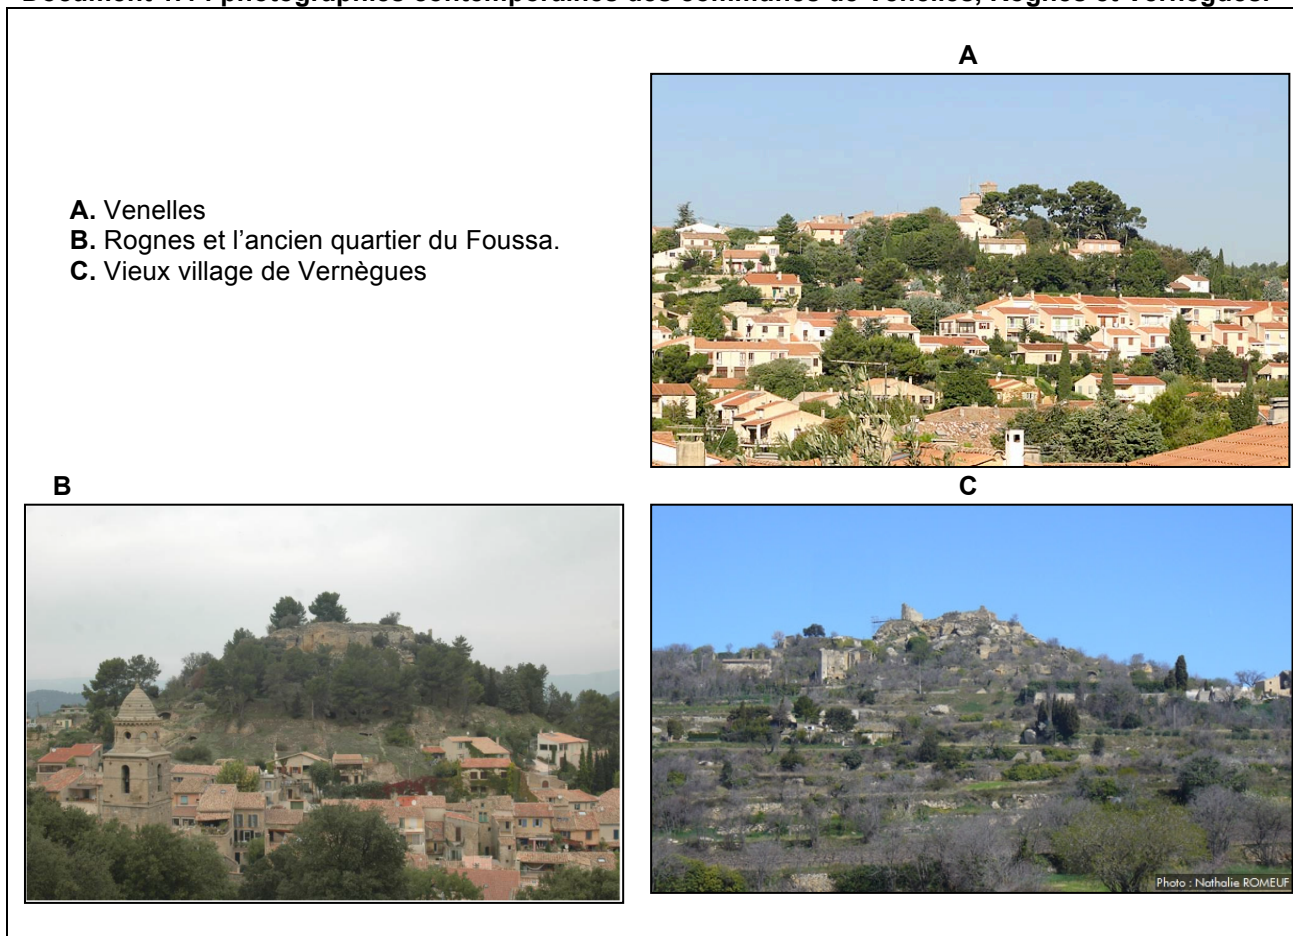 A
A. Venelles
B. Rognes et l’ancien quartier du Foussa.
C. Vieux village de Vernègues
B
C
Photo : Nathalie ROMEUF